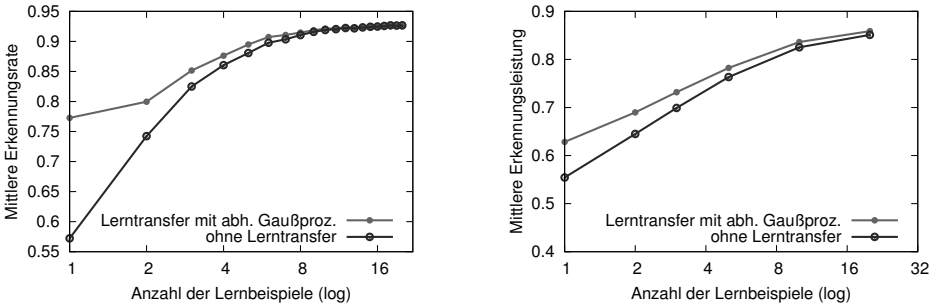 0.95
0.9
0.85
0.8
0.75
0.7
0.65
0.6
0.55
Mittlere Erkennungsrate
Lerntransfer mit abh. Gaußproz.
ohne Lerntransfer
1 2 4 8 16
Anzahl der Lernbeispiele (log)
0.9
0.8
0.7
0.6
0.5
0.4
Mittlere Erkennungsleistung
Lerntransfer mit abh. Gaußproz.
ohne Lerntransfer
1 2 4 8 16 32
Anzahl der Lernbeispiele (log)